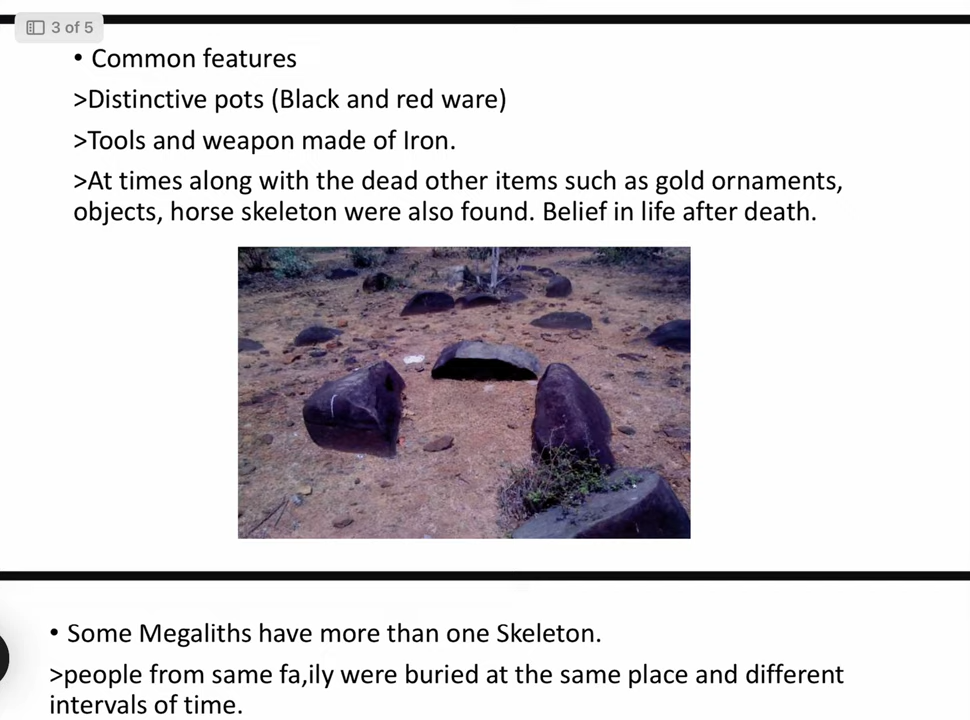 3 of 5
• Common features
>Distinctive pots (Black and red ware)
>Tools and weapon made of Iron.
>At times along with the dead other items such as gold ornaments,
objects, horse skeleton were also found. Belief in life after death.
• Some Megaliths have more than one Skeleton.
>people from same fa,ily were buried at the same place and different
intervals of time.